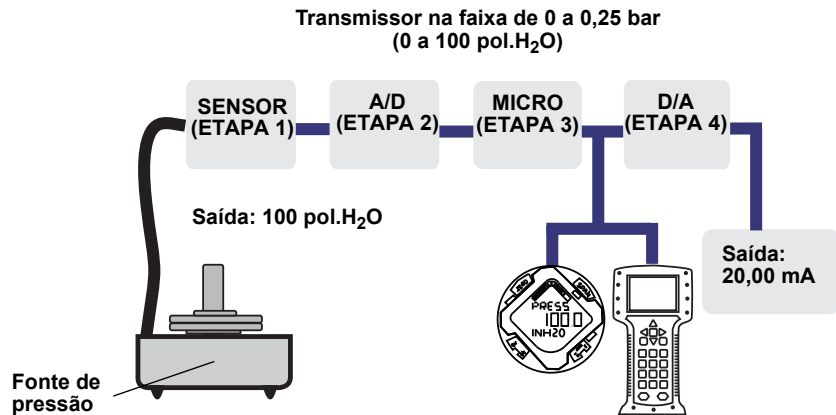 Transmissor na faixa de 0 a 0,25 bar
(0 a 100 pol.H₂O)
SENSOR
(ETAPA 1)
A/D
(ETAPA 2)
MICRO
(ETAPA 3)
D/A
(ETAPA 4)
Saída: 100 pol.H₂O
Saída:
20,00 mA
PRESS
100.0
INH20
Fonte de
pressão